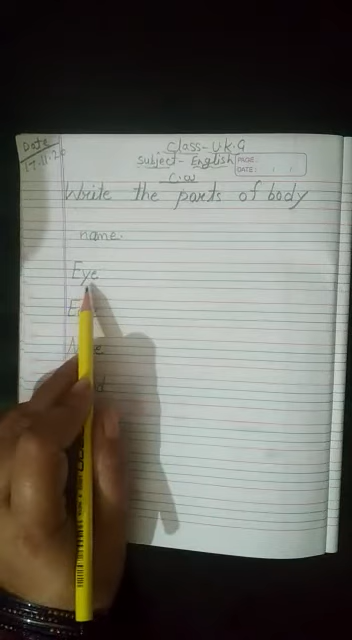 Date
17.11.20
Class-U.K.G
Subject- English
PAGE:
DATE: / /
C.W
Write the parts of body
name.
Eye